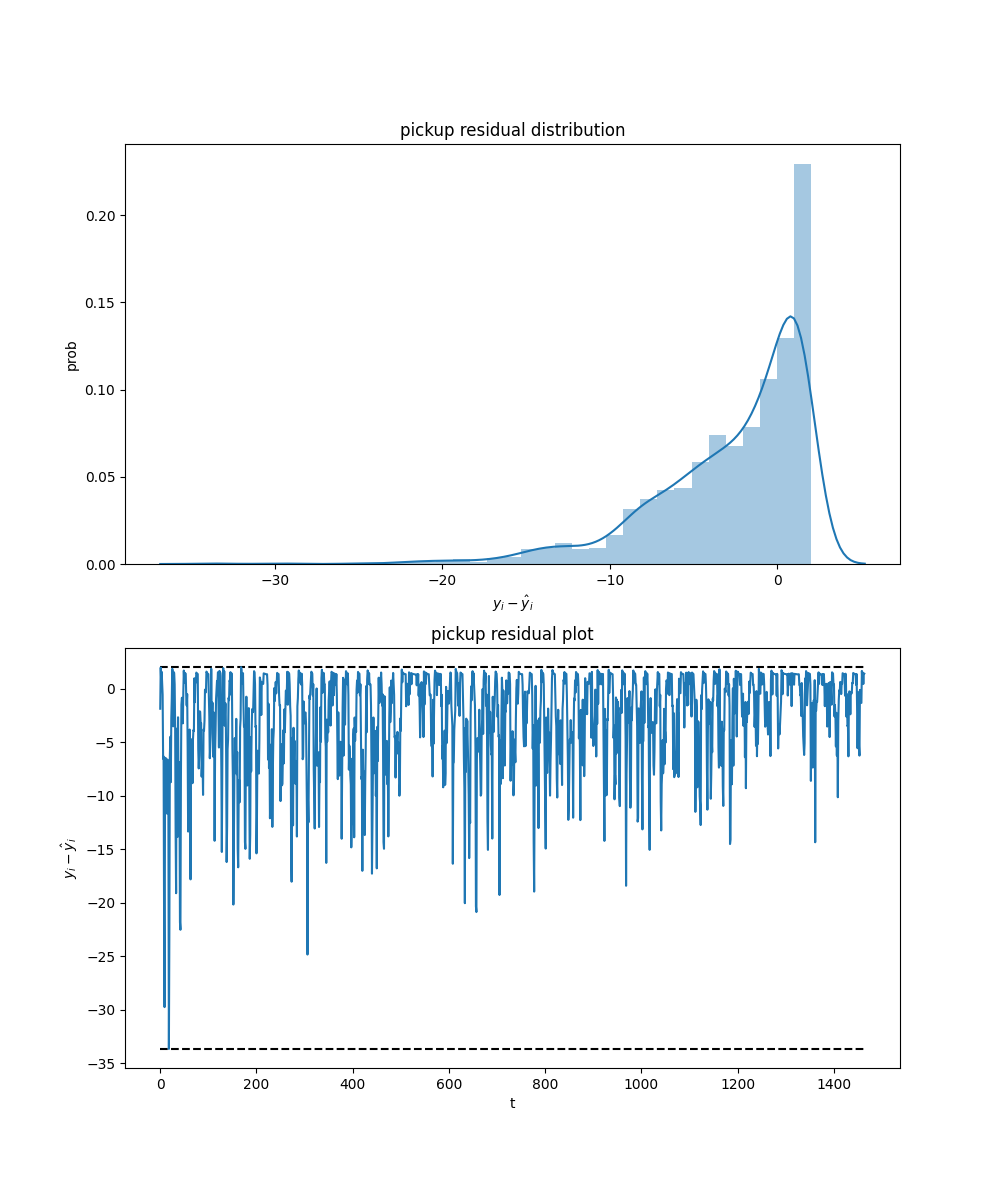 pickup residual distribution
prob
0.20
0.15
0.10
0.05
0.00
−30 −20 −10 0
$y_i - \hat{y}_i$
pickup residual plot
$y_i - \hat{y}_i$
0
−5
−10
−15
−20
−25
−30
−35
0 200 400 600 800 1000 1200 1400
t